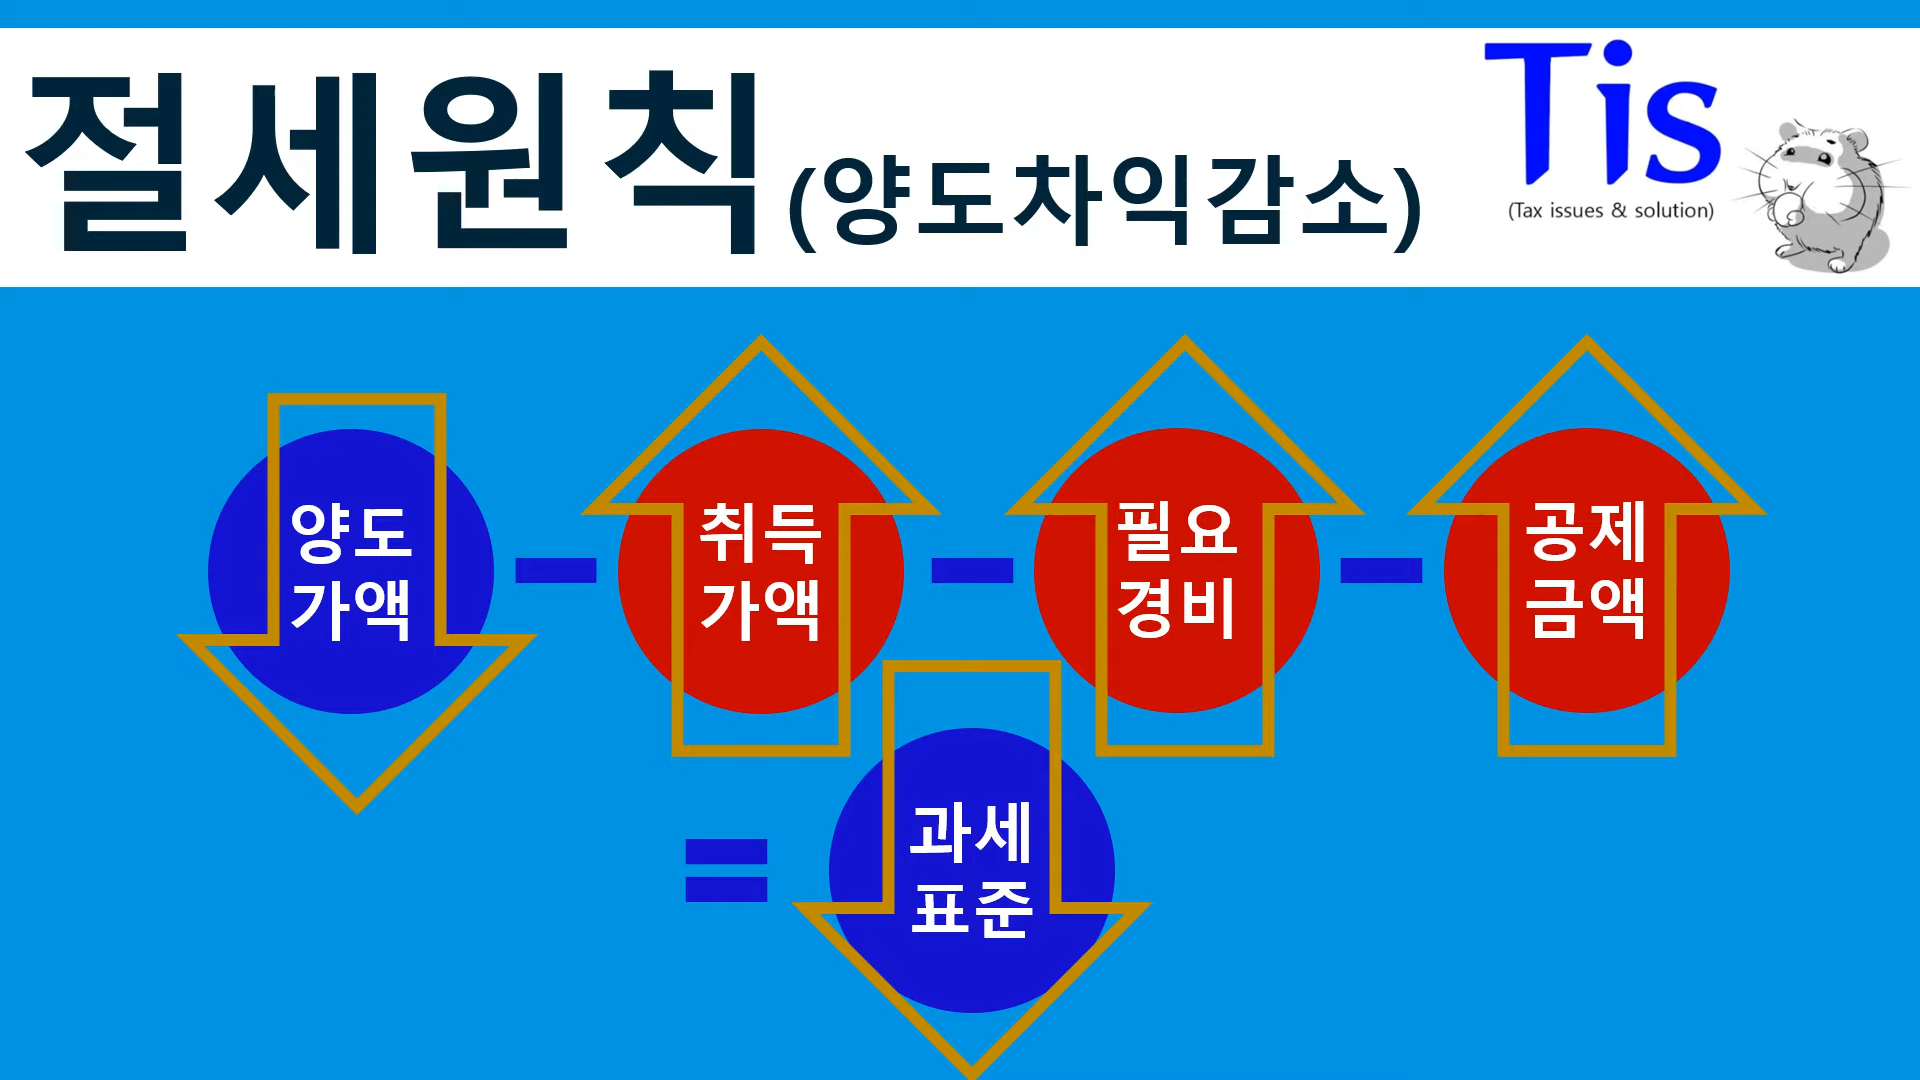 절세원칙(양도차익감소)
Tis
(Tax issues & solution)
양도
가액
-
취득
가액
-
필요
경비
-
공제
금액
=
과세
표준